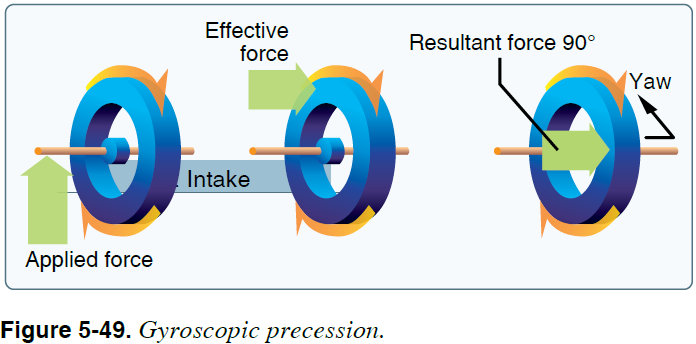 Effective
force
Resultant force 90°
Yaw
. Intake
Applied force
Figure 5-49. Gyroscopic precession.